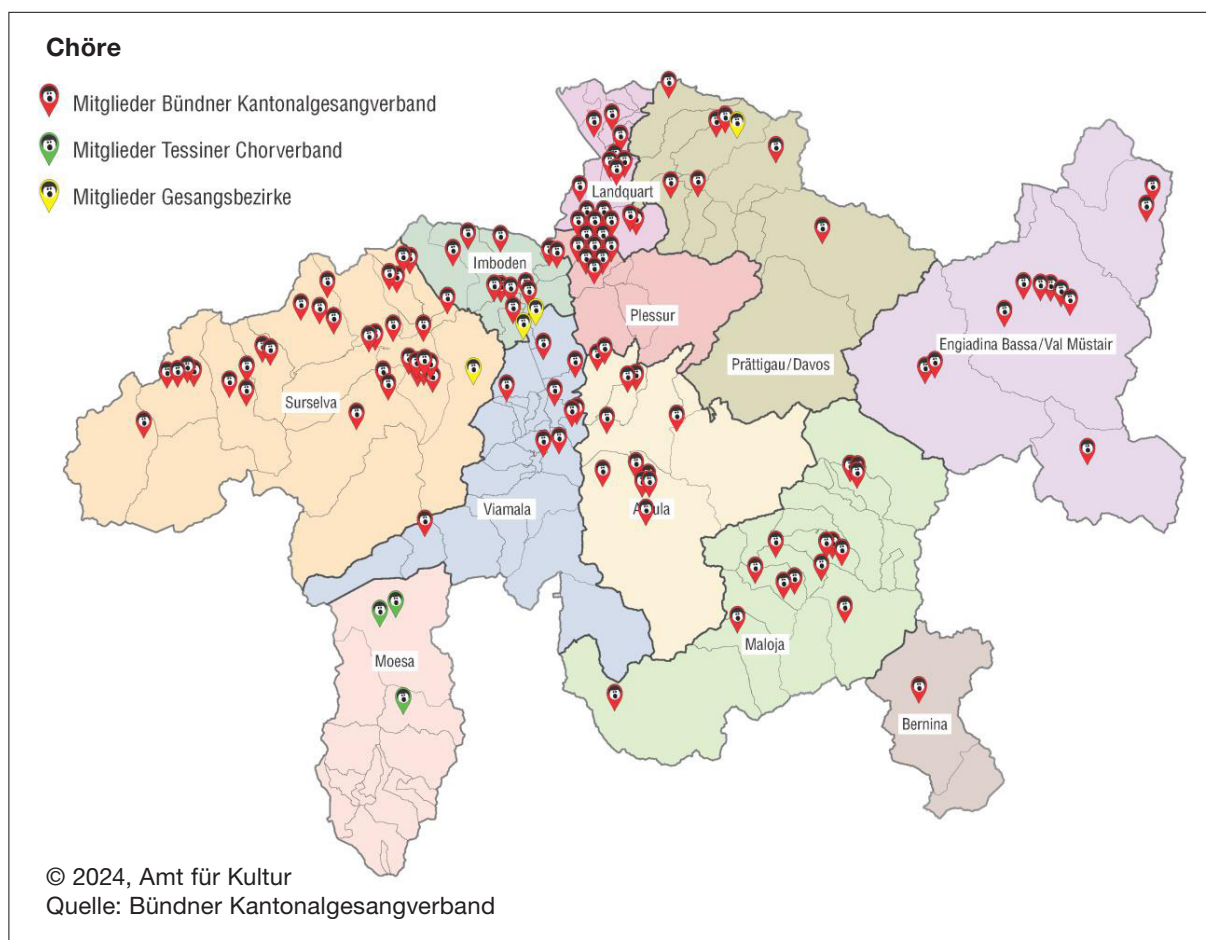 Chöre
Mitglieder Bündner Kantonalgesangverband
Mitglieder Tessiner Chorverband
Mitglieder Gesangsbezirke
Landquart
Imboden
Plessur
Prättigau/Davos
Engiadina Bassa/Val Müstair
Surselva
Viamala
Albula
Maloja
Moesa
Bernina
© 2024, Amt für Kultur
Quelle: Bündner Kantonalgesangverband